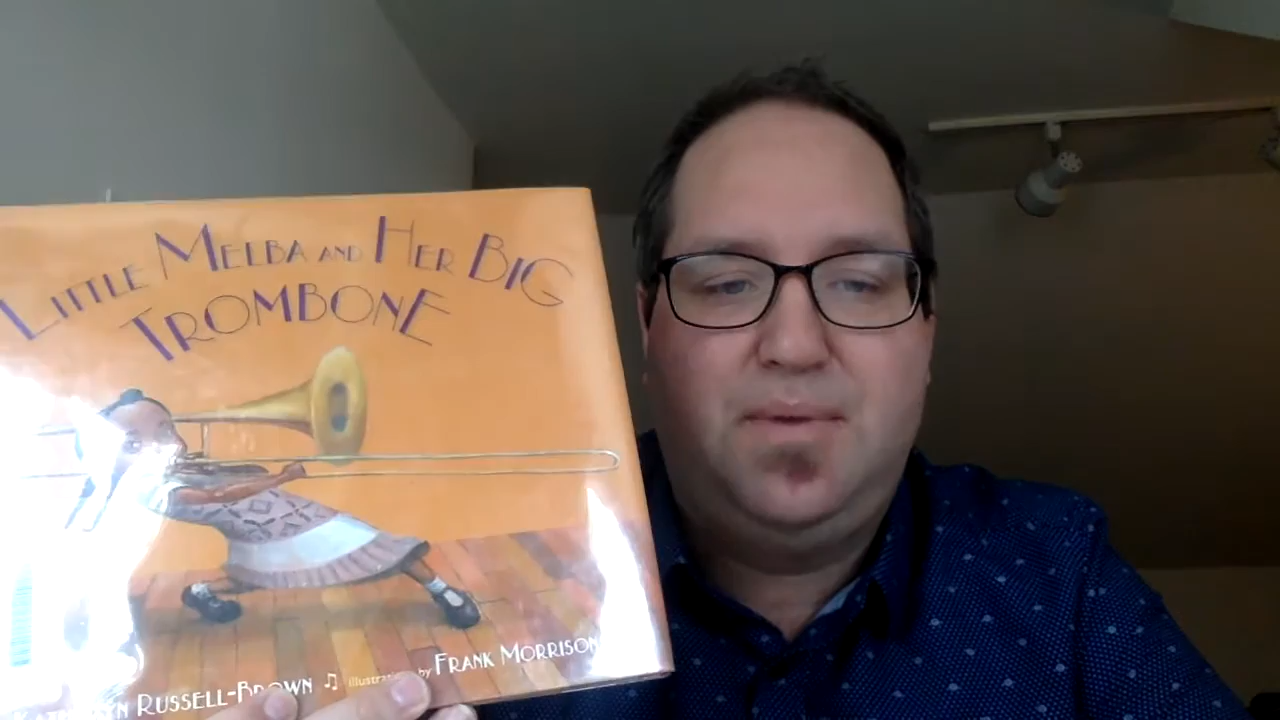 LITTLE MELBA AND HER BIG
TROMBONE
RUSSELL-BROWN ♫ by FRANK MORRISON